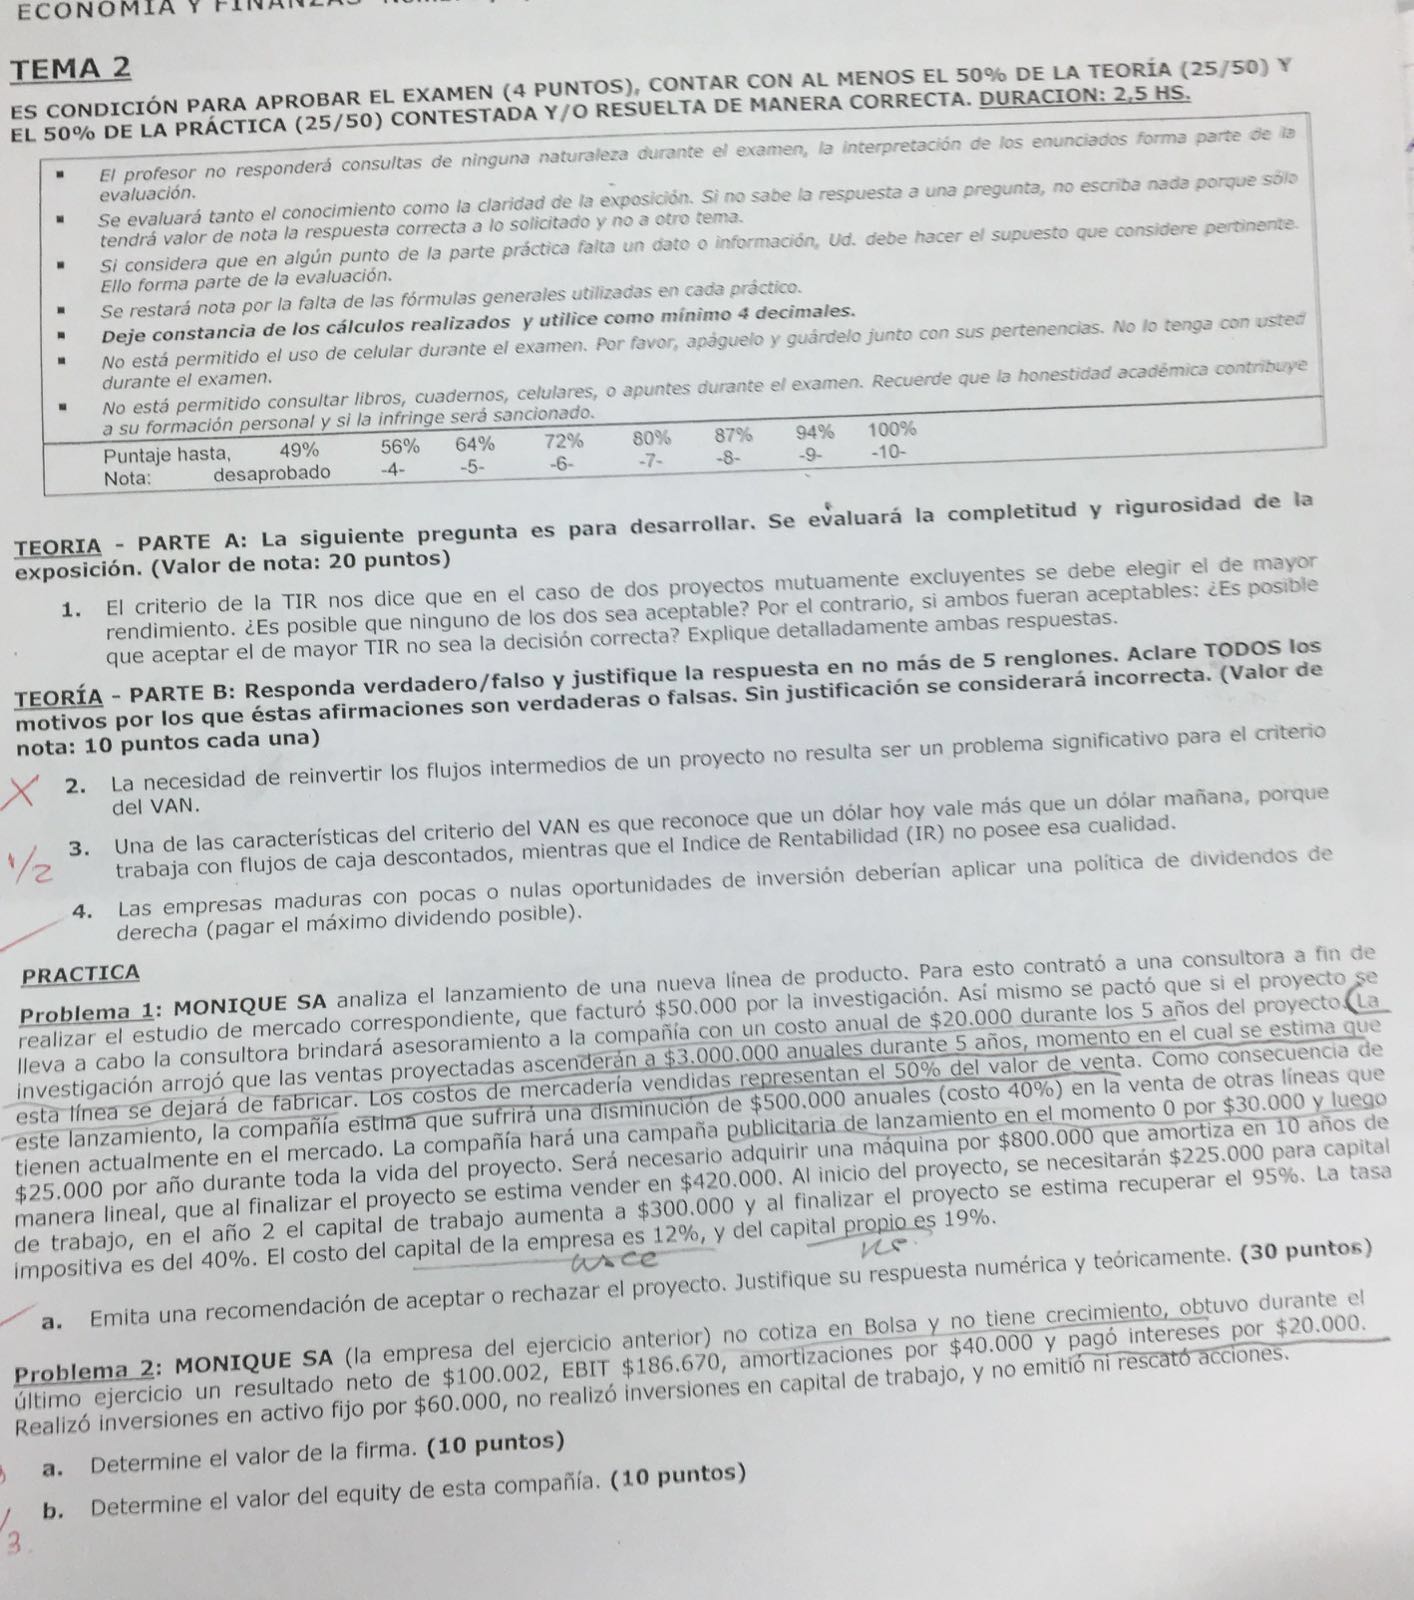 ECONOMIA Y FINANZAS
TEMA 2
ES CONDICIÓN PARA APROBAR EL EXAMEN (4 PUNTOS), CONTAR CON AL MENOS EL 50% DE LA TEORÍA (25/50) Y
EL 50% DE LA PRÁCTICA (25/50) CONTESTADA Y/O RESUELTA DE MANERA CORRECTA. DURACION: 2,5 HS.
▪ El profesor no responderá consultas de ninguna naturaleza durante el examen, la interpretación de los enunciados forma parte de la
evaluación.
▪ Se evaluará tanto el conocimiento como la claridad de la exposición. Si no sabe la respuesta a una pregunta, no escriba nada porque sólo
tendrá valor de nota la respuesta correcta a lo solicitado y no a otro tema.
▪ Si considera que en algún punto de la parte práctica falta un dato o información, Ud. debe hacer el supuesto que considere pertinente.
Ello forma parte de la evaluación.
▪ Se restará nota por la falta de las fórmulas generales utilizadas en cada práctico.
▪ Deje constancia de los cálculos realizados y utilice como mínimo 4 decimales.
▪ No está permitido el uso de celular durante el examen. Por favor, apáguelo y guárdelo junto con sus pertenencias. No lo tenga con usted
durante el examen.
▪ No está permitido consultar libros, cuadernos, celulares, o apuntes durante el examen. Recuerde que la honestidad académica contribuye
a su formación personal y si la infringe será sancionado.
Puntaje hasta, 49% 56% 64% 72% 80% 87% 94% 100%
Nota: desaprobado -4- -5- -6- -7- -8- -9- -10-
TEORIA - PARTE A: La siguiente pregunta es para desarrollar. Se evaluará la completitud y rigurosidad de la
exposición. (Valor de nota: 20 puntos)
1. El criterio de la TIR nos dice que en el caso de dos proyectos mutuamente excluyentes se debe elegir el de mayor
rendimiento. ¿Es posible que ninguno de los dos sea aceptable? Por el contrario, si ambos fueran aceptables: ¿Es posible
que aceptar el de mayor TIR no sea la decisión correcta? Explique detalladamente ambas respuestas.
TEORÍA - PARTE B: Responda verdadero/falso y justifique la respuesta en no más de 5 renglones. Aclare TODOS los
motivos por los que éstas afirmaciones son verdaderas o falsas. Sin justificación se considerará incorrecta. (Valor de
nota: 10 puntos cada una)
X 2. La necesidad de reinvertir los flujos intermedios de un proyecto no resulta ser un problema significativo para el criterio
del VAN.
1/2 3. Una de las características del criterio del VAN es que reconoce que un dólar hoy vale más que un dólar mañana, porque
trabaja con flujos de caja descontados, mientras que el Indice de Rentabilidad (IR) no posee esa cualidad.
4. Las empresas maduras con pocas o nulas oportunidades de inversión deberían aplicar una política de dividendos de
derecha (pagar el máximo dividendo posible).
PRACTICA
Problema 1: MONIQUE SA analiza el lanzamiento de una nueva línea de producto. Para esto contrató a una consultora a fin de
realizar el estudio de mercado correspondiente, que facturó $50.000 por la investigación. Así mismo se pactó que si el proyecto se
lleva a cabo la consultora brindará asesoramiento a la compañía con un costo anual de $20.000 durante los 5 años del proyecto. La
investigación arrojó que las ventas proyectadas ascenderán a $3.000.000 anuales durante 5 años, momento en el cual se estima que
esta línea se dejará de fabricar. Los costos de mercadería vendidas representan el 50% del valor de venta. Como consecuencia de
este lanzamiento, la compañía estima que sufrirá una disminución de $500.000 anuales (costo 40%) en la venta de otras líneas que
tienen actualmente en el mercado. La compañía hará una campaña publicitaria de lanzamiento en el momento 0 por $30.000 y luego
$25.000 por año durante toda la vida del proyecto. Será necesario adquirir una máquina por $800.000 que amortiza en 10 años de
manera lineal, que al finalizar el proyecto se estima vender en $420.000. Al inicio del proyecto, se necesitarán $225.000 para capital
de trabajo, en el año 2 el capital de trabajo aumenta a $300.000 y al finalizar el proyecto se estima recuperar el 95%. La tasa
impositiva es del 40%. El costo del capital de la empresa es 12%, y del capital propio es 19%.
a. Emita una recomendación de aceptar o rechazar el proyecto. Justifique su respuesta numérica y teóricamente. (30 puntos)
Problema 2: MONIQUE SA (la empresa del ejercicio anterior) no cotiza en Bolsa y no tiene crecimiento, obtuvo durante el
último ejercicio un resultado neto de $100.002, EBIT $186.670, amortizaciones por $40.000 y pagó intereses por $20.000.
Realizó inversiones en activo fijo por $60.000, no realizó inversiones en capital de trabajo, y no emitió ni rescató acciones.
a. Determine el valor de la firma. (10 puntos)
b. Determine el valor del equity de esta compañía. (10 puntos)